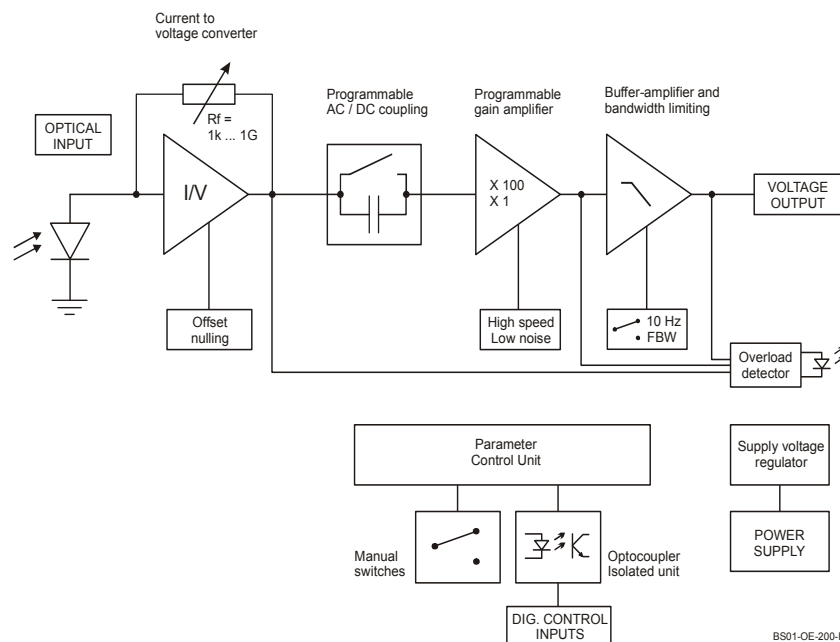 Current to
voltage converter
Rf =
1k ... 1G
Programmable
AC / DC coupling
Programmable
gain amplifier
Buffer-amplifier and
bandwidth limiting
OPTICAL
INPUT
I/V
X 100
X 1
VOLTAGE
OUTPUT
Offset
nulling
High speed
Low noise
10 Hz
FBW
Overload
detector
Parameter
Control Unit
Supply voltage
regulator
Manual
switches
Optocoupler
Isolated unit
POWER
SUPPLY
DIG. CONTROL
INPUTS